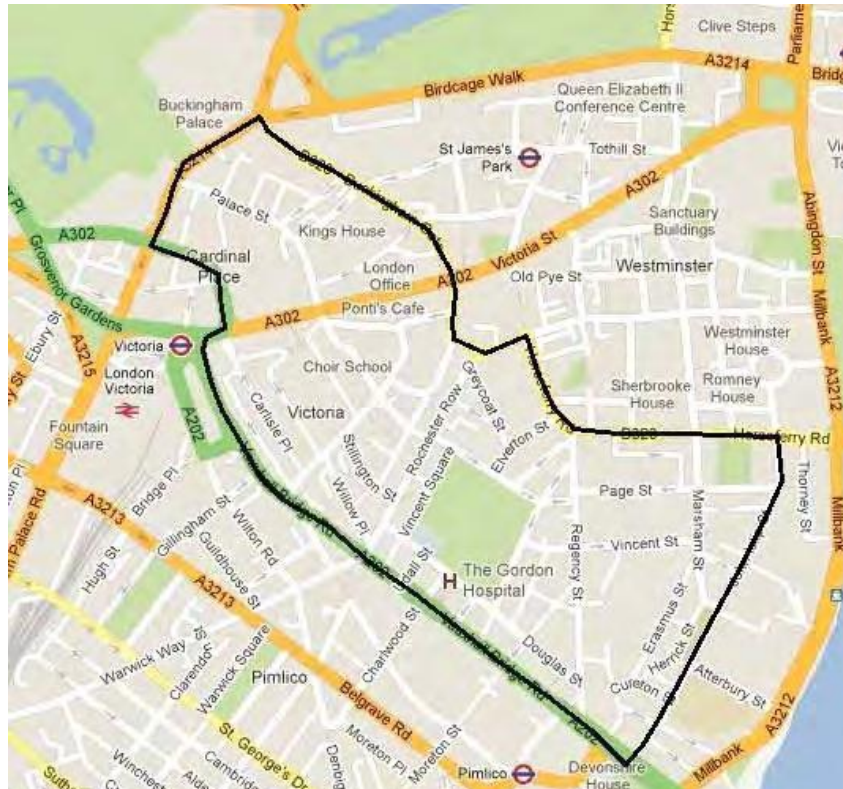 Clive Steps
A3214
Birdcage Walk
Buckingham
Palace
Queen Elizabeth II
Conference Centre
St James's
Park
Tothill St
A302
Palace St
Kings House
Sanctuary
Buildings
Abingdon St
A302
Cardinal
Place
Victoria St
Westminster
Grosvenor Gardens
London
Office
A302
Old Pye St
Millbank
Ponti's Cafe
A302
Ebury St
A3215
Victoria
Westminster
House
London
Victoria
Choir School
Greycoat St
Sherbrooke
House
Romney
House
A3212
Carlisle Pl
Victoria
Rochester Row
Fountain
Square
A202
Stillington St
Elverton St
B323
Horseferry Rd
Bridge Pl
Willow Pl
Vincent Square
Page St
Marsham St
Thorney St
A3213
Gillingham St
Wilton Rd
Regency St
Vincent St
Millbank
Hugh St
Guildhouse St
A202
H
The Gordon
Hospital
A3213
Charlwood St
Erasmus St
Herrick St
Douglas St
Warwick Way
Warwick Square
Pimlico
Cureton St
Atterbury St
Belgrave Rd
A202
A3212
St. George's Dr
Moreton Pl
Moreton St
Pimlico
Devonshire
House
Millbank